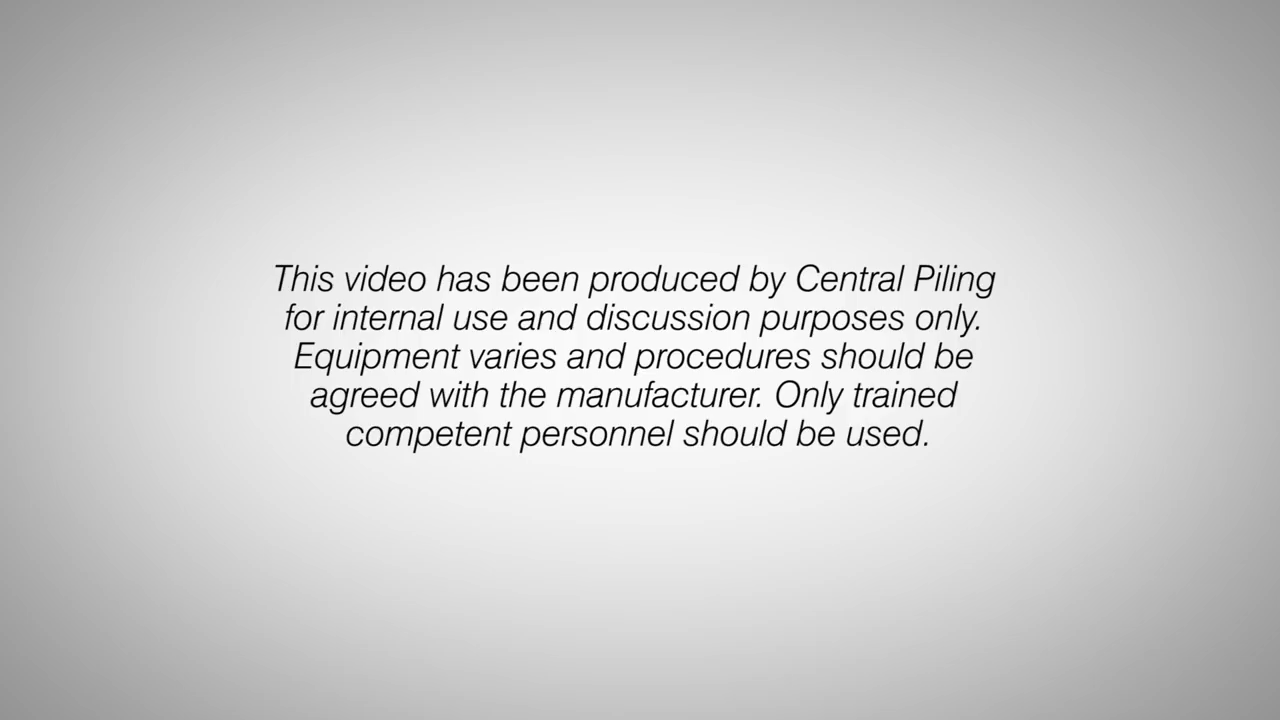 This video has been produced by Central Piling
for internal use and discussion purposes only.
Equipment varies and procedures should be
agreed with the manufacturer. Only trained
competent personnel should be used.